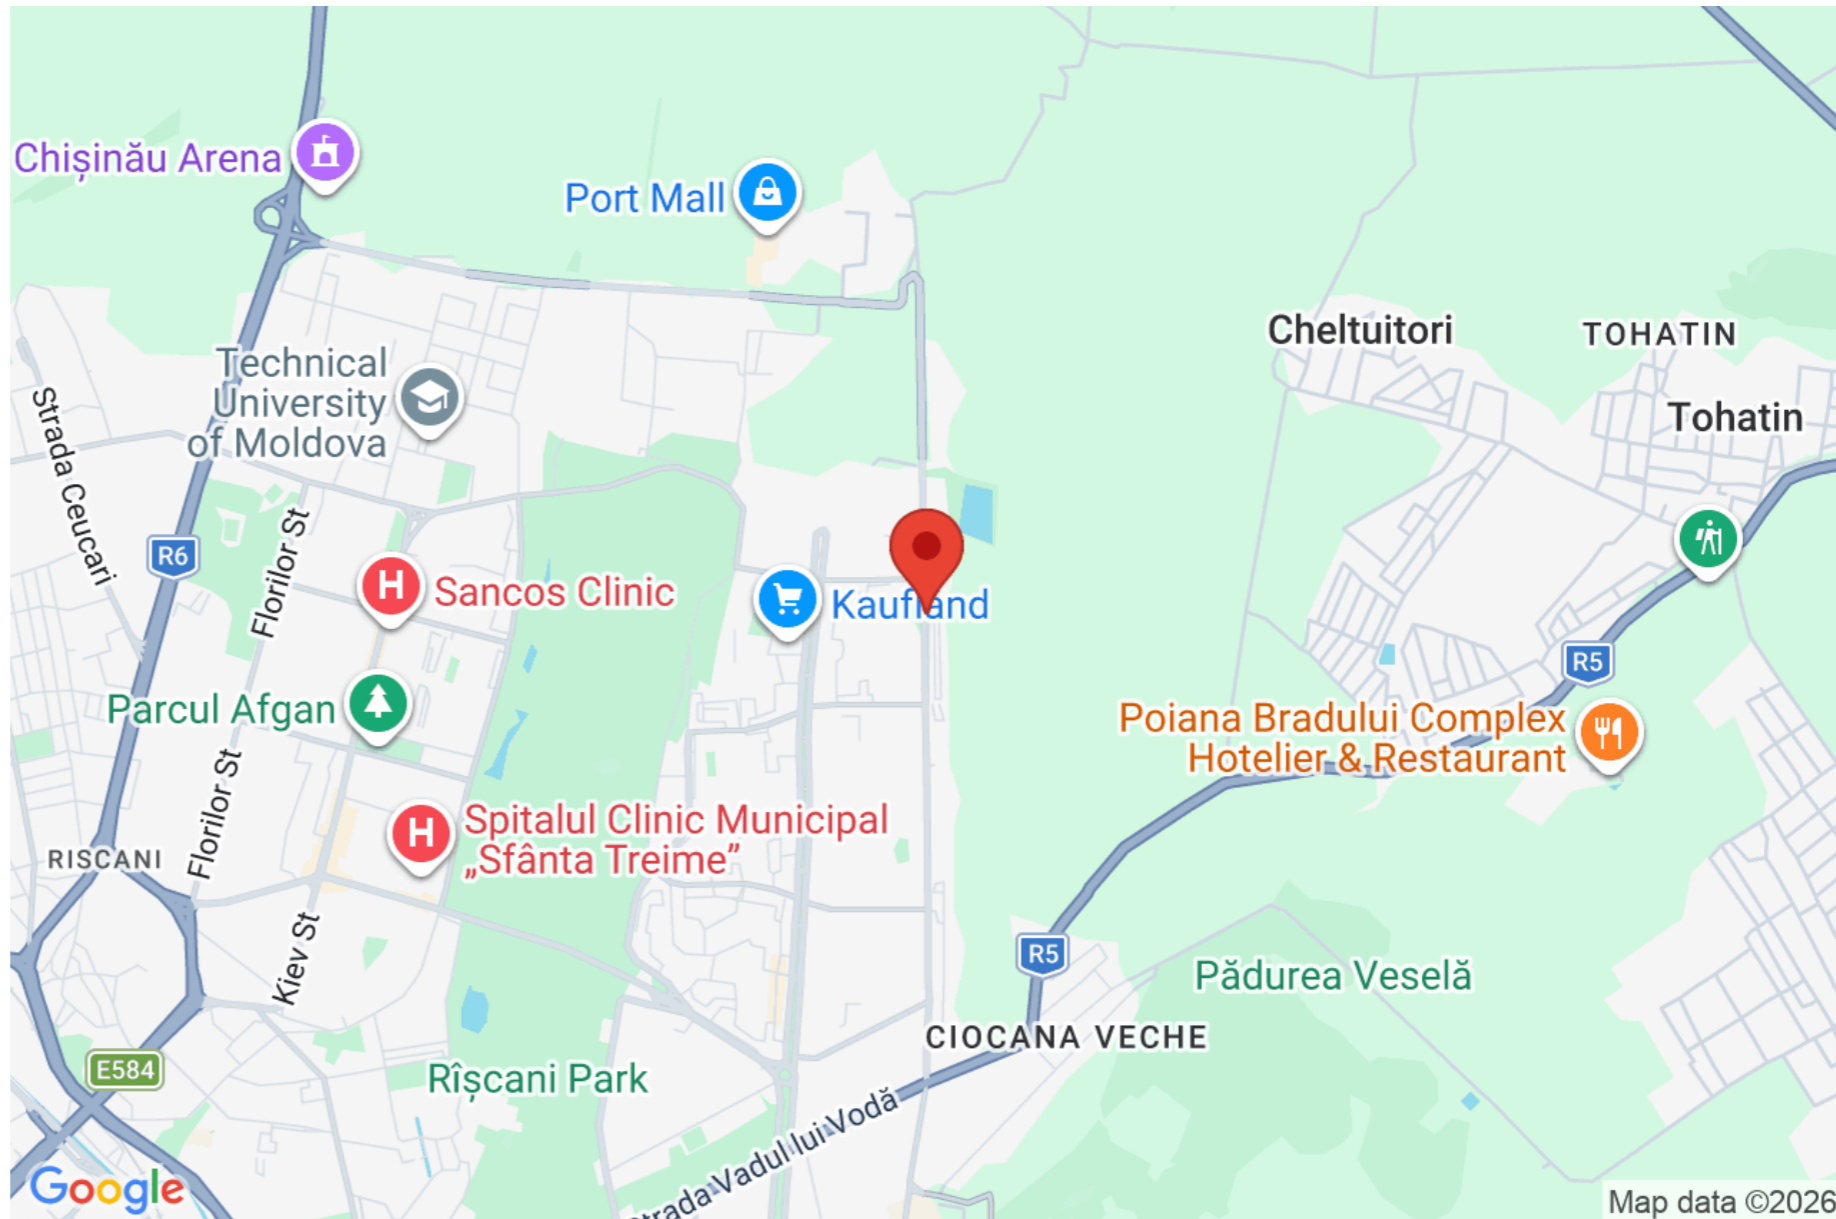 Chișinău Arena
Port Mall
Cheltuitori
TOHATIN
Technical
University
of Moldova
Tohatin
Strada Ceucari
Florilor St
R6
Sancos Clinic
Kaufland
R5
Parcul Afgan
Poiana Bradului Complex
Hotelier & Restaurant
Florilor St
Spitalul Clinic Municipal
„Sfânta Treime”
RISCANI
Kiev St
R5
Pădurea Veselă
CIOCANA VECHE
E584
Rîșcani Park
Strada Vadul lui Vodă
Google
Map data ©2026
H
H